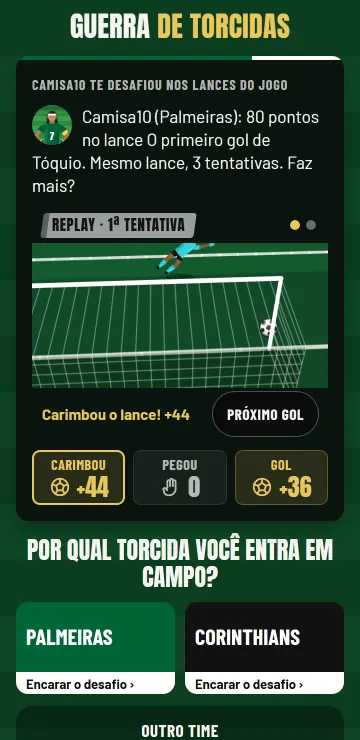 GUERRA DE TORCIDAS
CAMISA10 TE DESAFIOU NOS LANCES DO JOGO
Camisa10 (Palmeiras): 80 pontos
no lance O primeiro gol de
Tóquio. Mesmo lance, 3 tentativas. Faz
mais?
7
REPLAY · 1ª TENTATIVA
Carimbou o lance! +44
PRÓXIMO GOL
CARIMBOU
+44
PEGOU
0
GOL
+36
POR QUAL TORCIDA VOCÊ ENTRA EM
CAMPO?
PALMEIRAS
Encarar o desafio ›
CORINTHIANS
Encarar o desafio ›
OUTRO TIME